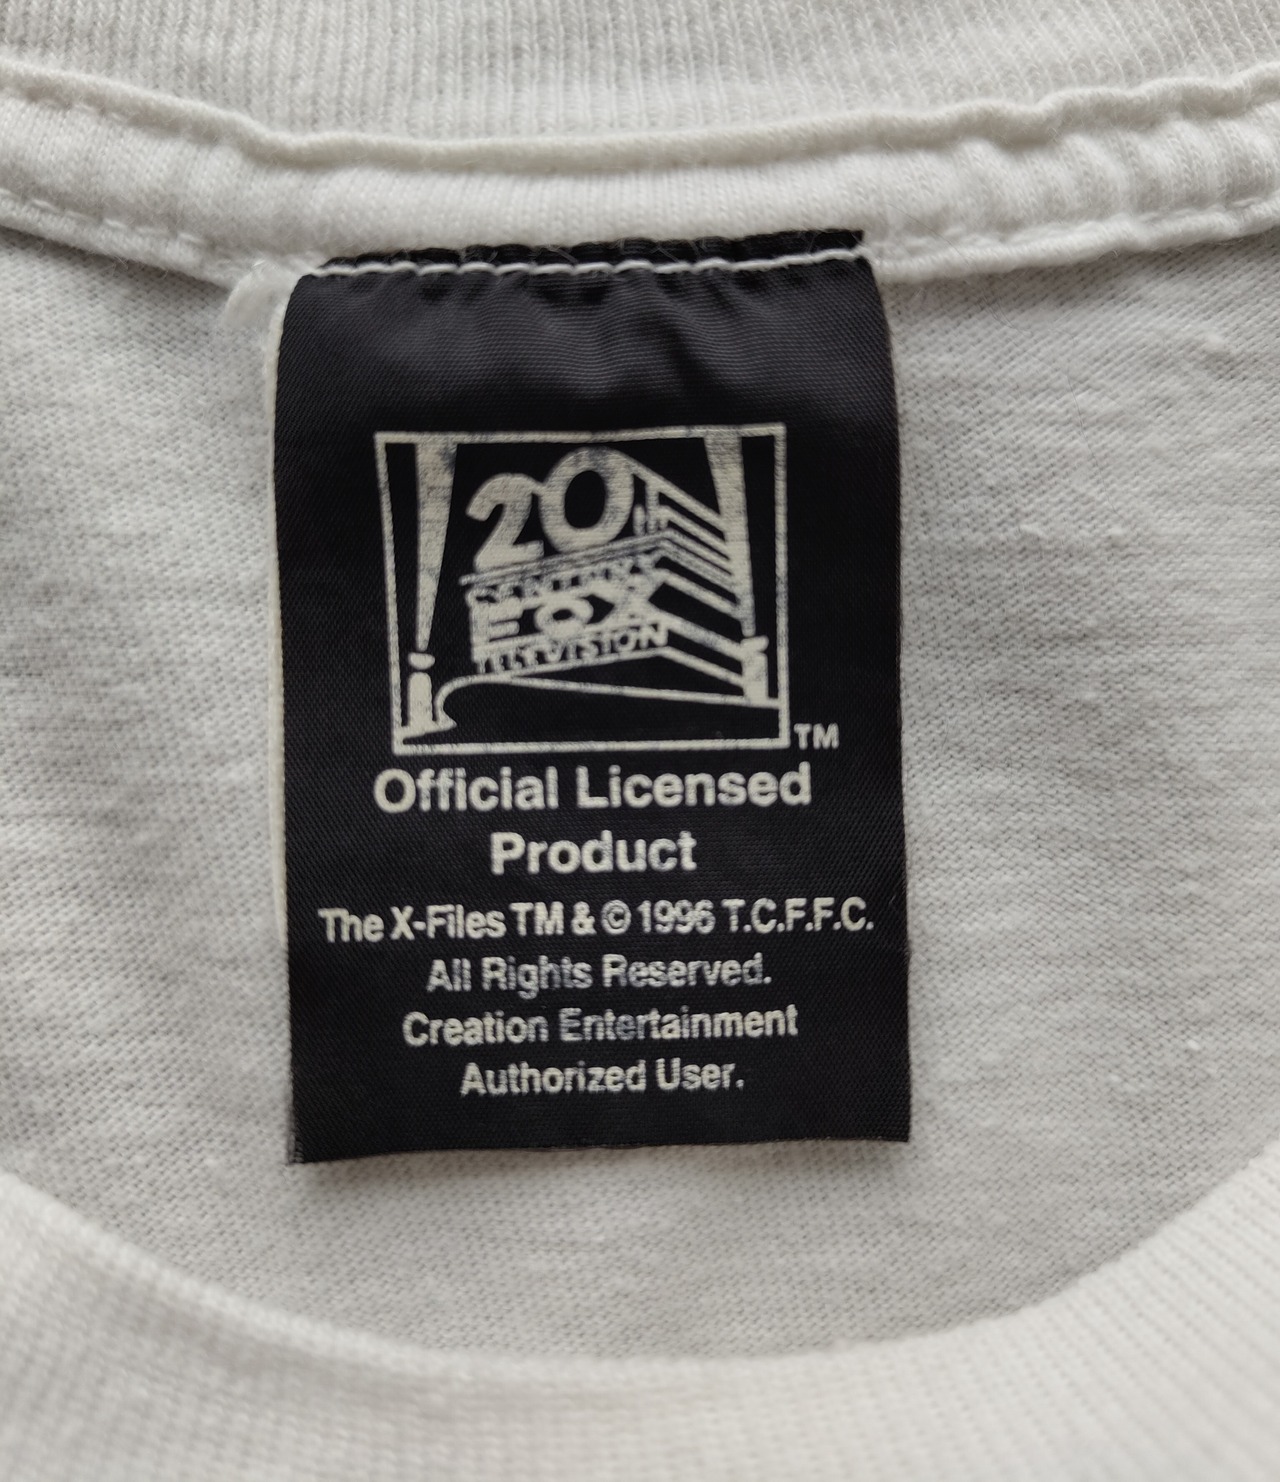 20th
CENTURY
FOX
TELEVISION
TM
Official Licensed
Product
The X-Files TM & © 1996 T.C.F.F.C.
All Rights Reserved.
Creation Entertainment
Authorized User.